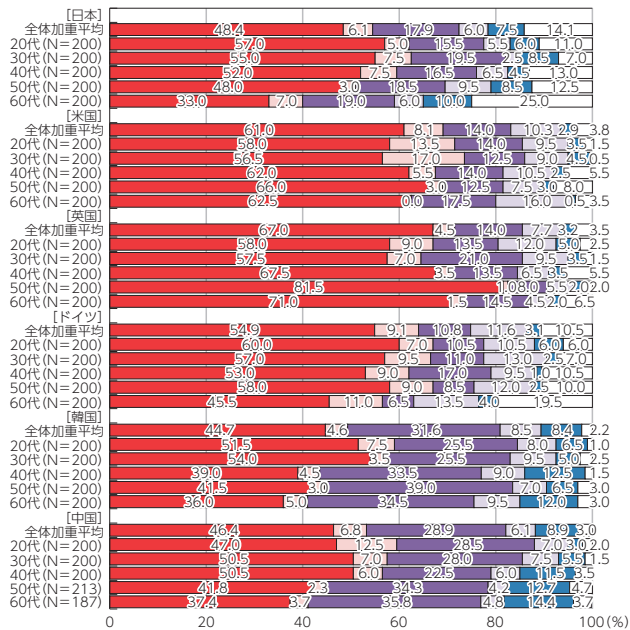 [日本]
全体加重平均 48.4 6.1 17.9 6.0 7.5 14.1
20代(N=200) 57.0 5.0 15.5 5.5 6.0 11.0
30代(N=200) 55.0 7.5 19.5 2.5 8.5 7.0
40代(N=200) 52.0 7.5 16.5 6.5 4.5 13.0
50代(N=200) 48.0 3.0 18.5 9.5 8.5 12.5
60代(N=200) 33.0 7.0 19.0 6.0 10.0 25.0
[米国]
全体加重平均 61.0 8.1 14.0 10.3 2.9 3.8
20代(N=200) 58.0 13.5 14.0 9.5 3.5 1.5
30代(N=200) 56.5 17.0 12.5 9.0 4.5 0.5
40代(N=200) 62.0 5.5 14.0 10.5 2.5 5.5
50代(N=200) 66.0 3.0 12.5 7.5 3.0 8.0
60代(N=200) 62.5 0.0 17.5 16.0 0.5 3.5
[英国]
全体加重平均 67.0 4.5 14.0 7.7 3.2 3.5
20代(N=200) 58.0 9.0 13.5 12.0 5.0 2.5
30代(N=200) 57.5 7.0 21.0 9.5 3.5 1.5
40代(N=200) 67.5 3.5 13.5 6.5 3.5 5.5
50代(N=200) 81.5 1.0 8.0 5.5 2.0 2.0
60代(N=200) 71.0 1.5 14.5 4.5 2.0 6.5
[ドイツ]
全体加重平均 54.9 9.1 10.8 11.6 3.1 10.5
20代(N=200) 60.0 7.0 10.5 10.5 6.0 6.0
30代(N=200) 57.0 9.5 11.0 13.0 2.5 7.0
40代(N=200) 53.0 9.0 17.0 9.5 1.0 10.5
50代(N=200) 58.0 9.0 8.5 12.0 2.5 10.0
60代(N=200) 45.5 11.0 6.5 13.5 4.0 19.5
[韓国]
全体加重平均 44.7 4.6 31.6 8.5 8.4 2.2
20代(N=200) 51.5 7.5 25.5 8.0 6.5 1.0
30代(N=200) 54.0 3.5 25.5 9.5 5.0 2.5
40代(N=200) 39.0 4.5 33.5 9.0 12.5 1.5
50代(N=200) 41.5 3.0 39.0 7.0 6.5 3.0
60代(N=200) 36.0 5.0 34.5 9.5 12.0 3.0
[中国]
全体加重平均 46.4 6.8 28.9 6.1 8.9 3.0
20代(N=200) 47.0 12.5 28.5 7.0 3.0 2.0
30代(N=200) 50.5 7.0 28.0 7.5 5.5 1.5
40代(N=200) 50.5 6.0 22.5 6.0 11.5 3.5
50代(N=213) 41.8 2.3 34.3 4.2 12.7 4.7
60代(N=187) 37.4 3.7 35.8 4.8 14.4 3.7
0 20 40 60 80 100(%)